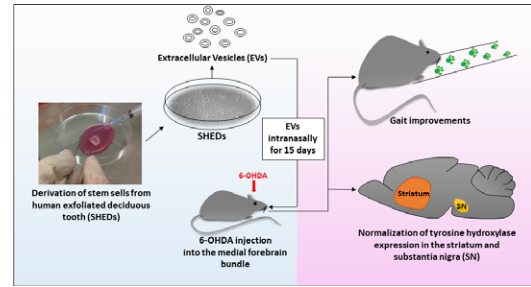 Extracellular Vesicles (EVs)
SHEDs
Derivation of stem sells from
human exfoliated deciduous
tooth (SHEDs)
EVs
intranasally
for 15 days
6-OHDA
6-OHDA injection
into the medial forebrain
bundle
Gait improvements
Striatum
SN
Normalization of tyrosine hydroxylase
expression in the striatum and
substantia nigra (SN)